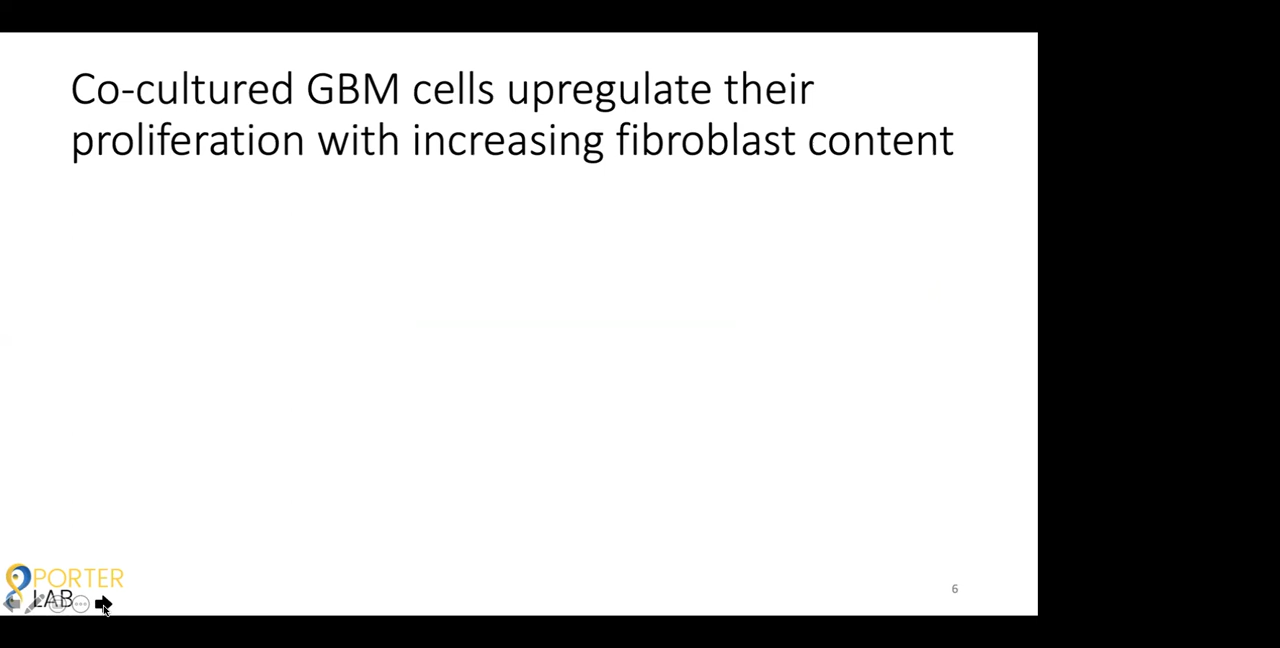 Co-cultured GBM cells upregulate their
proliferation with increasing fibroblast content
PORTER
LAB
6